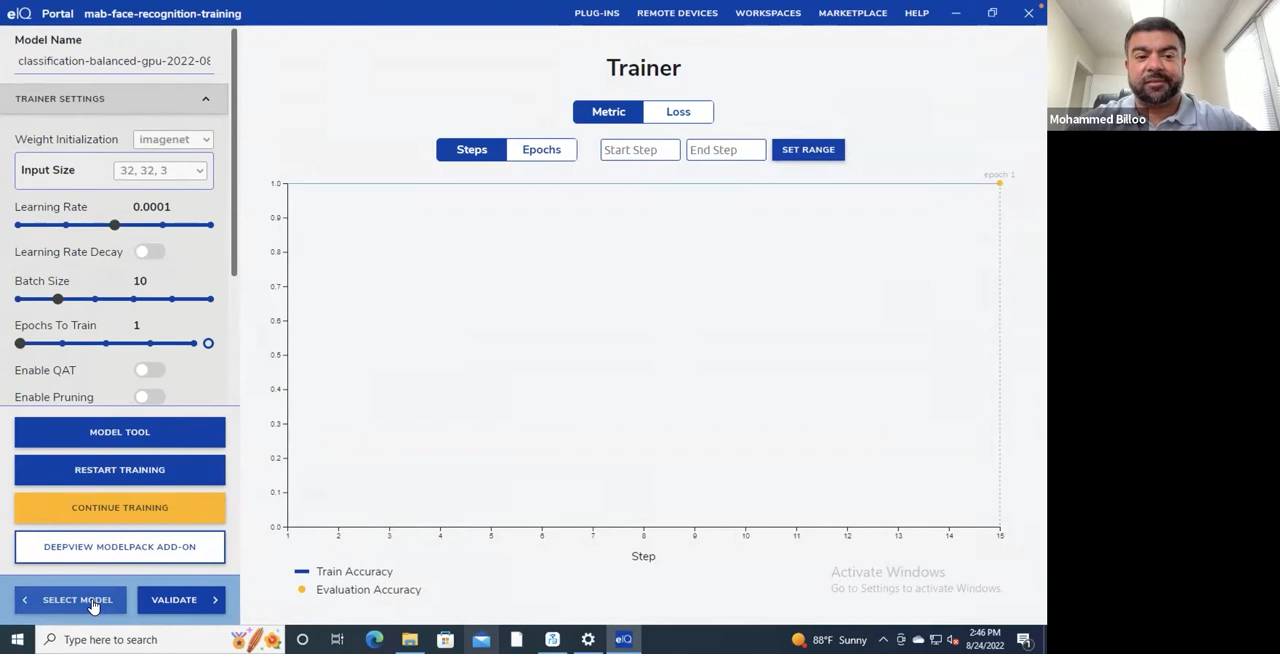 eIQ Portal mab-face-recognition-training
PLUG-INS REMOTE DEVICES WORKSPACES MARKETPLACE HELP
Model Name
classification-balanced-gpu-2022-08
TRAINER SETTINGS
Weight Initialization imagenet
Input Size 32, 32, 3
Learning Rate 0.0001
Learning Rate Decay
Batch Size 10
Epochs To Train 1
Enable QAT
Enable Pruning
MODEL TOOL
RESTART TRAINING
CONTINUE TRAINING
DEEPVIEW MODELPACK ADD-ON
SELECT MODEL
VALIDATE
Trainer
Metric Loss
Steps Epochs Start Step End Step SET RANGE
epoch 1
1.0
0.9
0.8
0.7
0.6
0.5
0.4
0.3
0.2
0.1
0.0
1 2 3 4 5 6 7 8 9 10 11 12 13 14 15
Step
Train Accuracy
Evaluation Accuracy
Activate Windows
Go to Settings to activate Windows.
Mohammed Billoo
Type here to search
eIQ
88°F Sunny
2:46 PM
8/24/2022
1